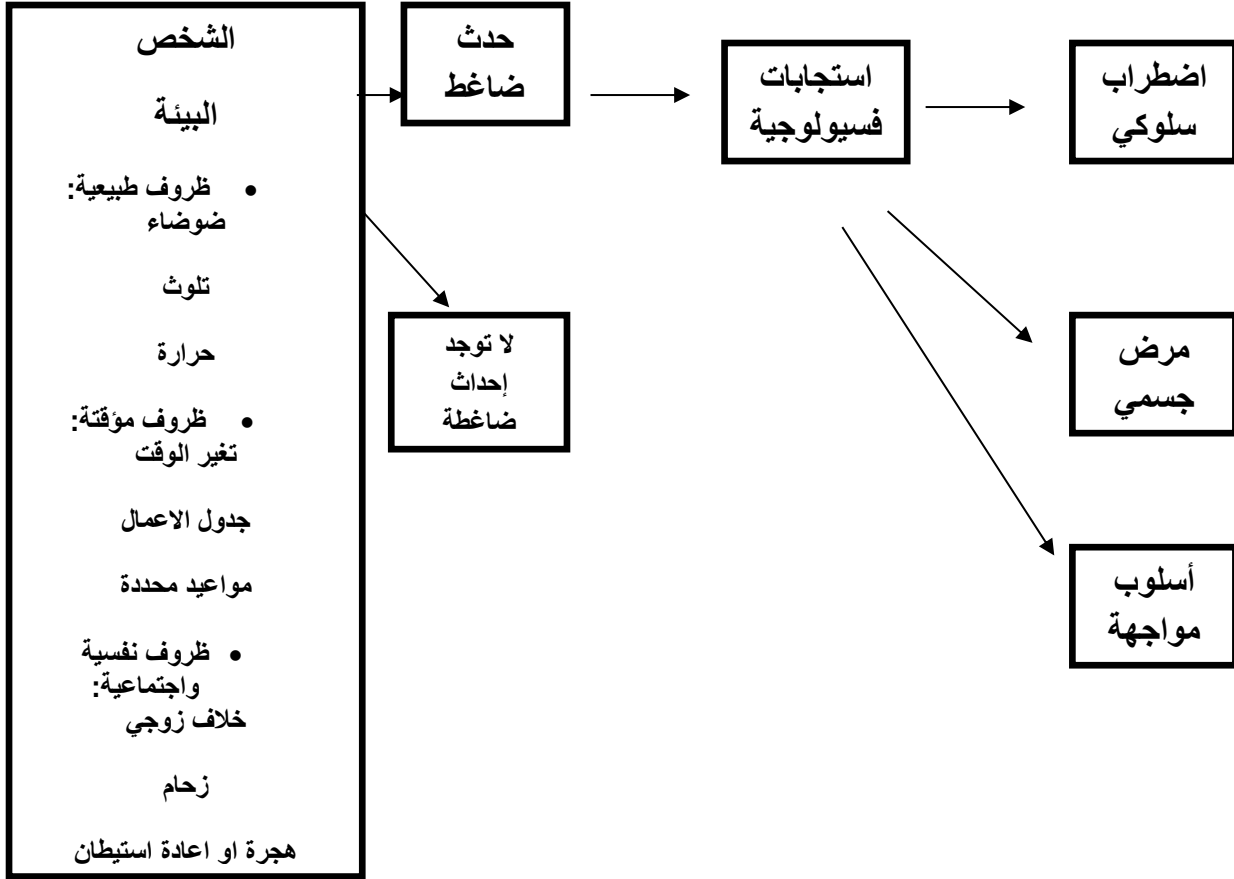 الشخص
البيئة
• ظروف طبيعية:
ضوضاء
تلوث
حرارة
• ظروف مؤقتة:
تغير الوقت
جدول الاعمال
مواعيد محددة
• ظروف نفسية
واجتماعية:
خلاف زوجي
زحام
هجرة او اعادة استيطان
حدث
ضاغط
لا توجد
إحداث
ضاغطة
استجابات
فسيولوجية
اضطراب
سلوكي
مرض
جسمي
أسلوب
مواجهة